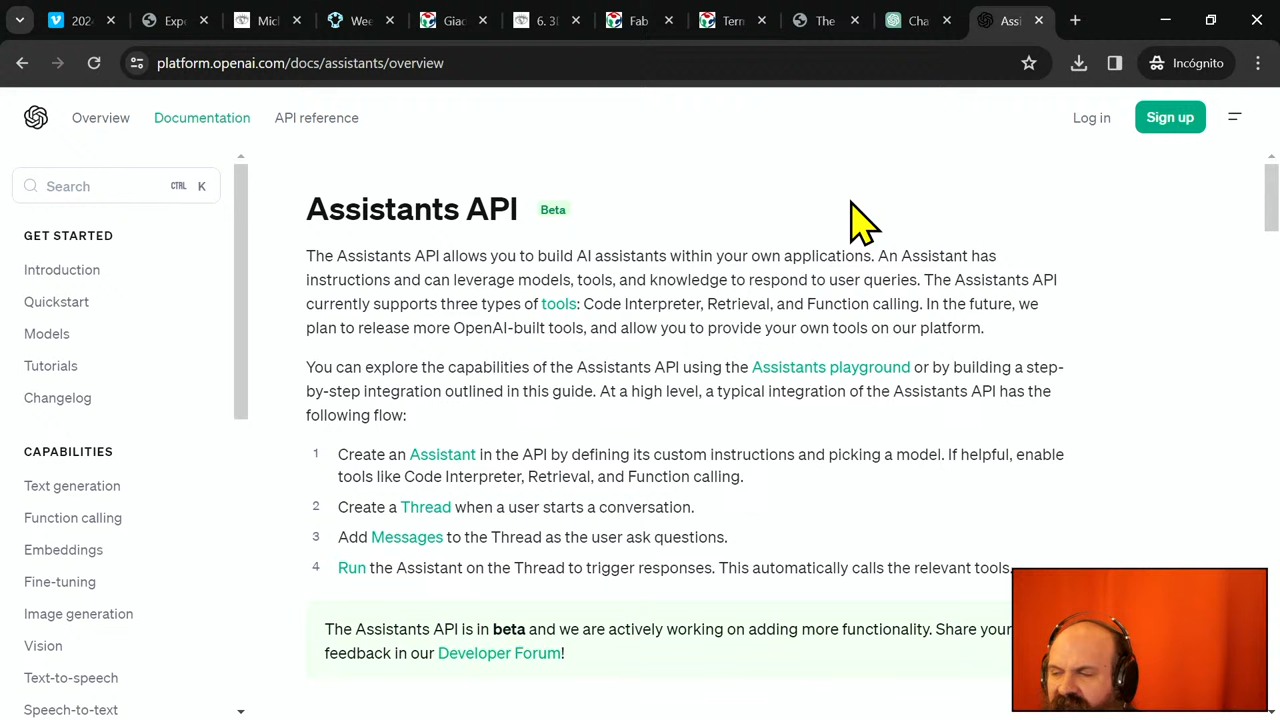 2024
Exp
Mich
Wee
Giac
6. 3
Fab
Tern
The
Cha
Assi
platform.openai.com/docs/assistants/overview
Incógnito
Overview
Documentation
API reference
Log in
Sign up
Search
CTRL
K
GET STARTED
Introduction
Quickstart
Models
Tutorials
Changelog
CAPABILITIES
Text generation
Function calling
Embeddings
Fine-tuning
Image generation
Vision
Text-to-speech
Speech-to-text
Assistants API
Beta
The Assistants API allows you to build AI assistants within your own applications. An Assistant has
instructions and can leverage models, tools, and knowledge to respond to user queries. The Assistants API
currently supports three types of tools: Code Interpreter, Retrieval, and Function calling. In the future, we
plan to release more OpenAI-built tools, and allow you to provide your own tools on our platform.
You can explore the capabilities of the Assistants API using the Assistants playground or by building a step-
by-step integration outlined in this guide. At a high level, a typical integration of the Assistants API has the
following flow:
1 Create an Assistant in the API by defining its custom instructions and picking a model. If helpful, enable
tools like Code Interpreter, Retrieval, and Function calling.
2 Create a Thread when a user starts a conversation.
3 Add Messages to the Thread as the user ask questions.
4 Run the Assistant on the Thread to trigger responses. This automatically calls the relevant tools.
The Assistants API is in beta and we are actively working on adding more functionality. Share your
feedback in our Developer Forum!